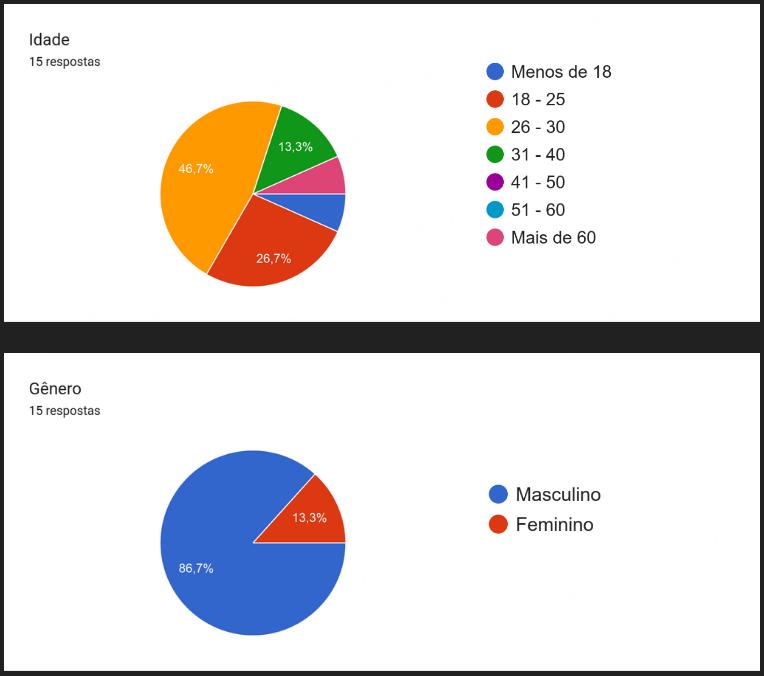 Idade
15 respostas
Menos de 18
18 - 25
26 - 30
31 - 40
41 - 50
51 - 60
Mais de 60
13,3%
46,7%
26,7%
Gênero
15 respostas
Masculino
Feminino
13,3%
86,7%